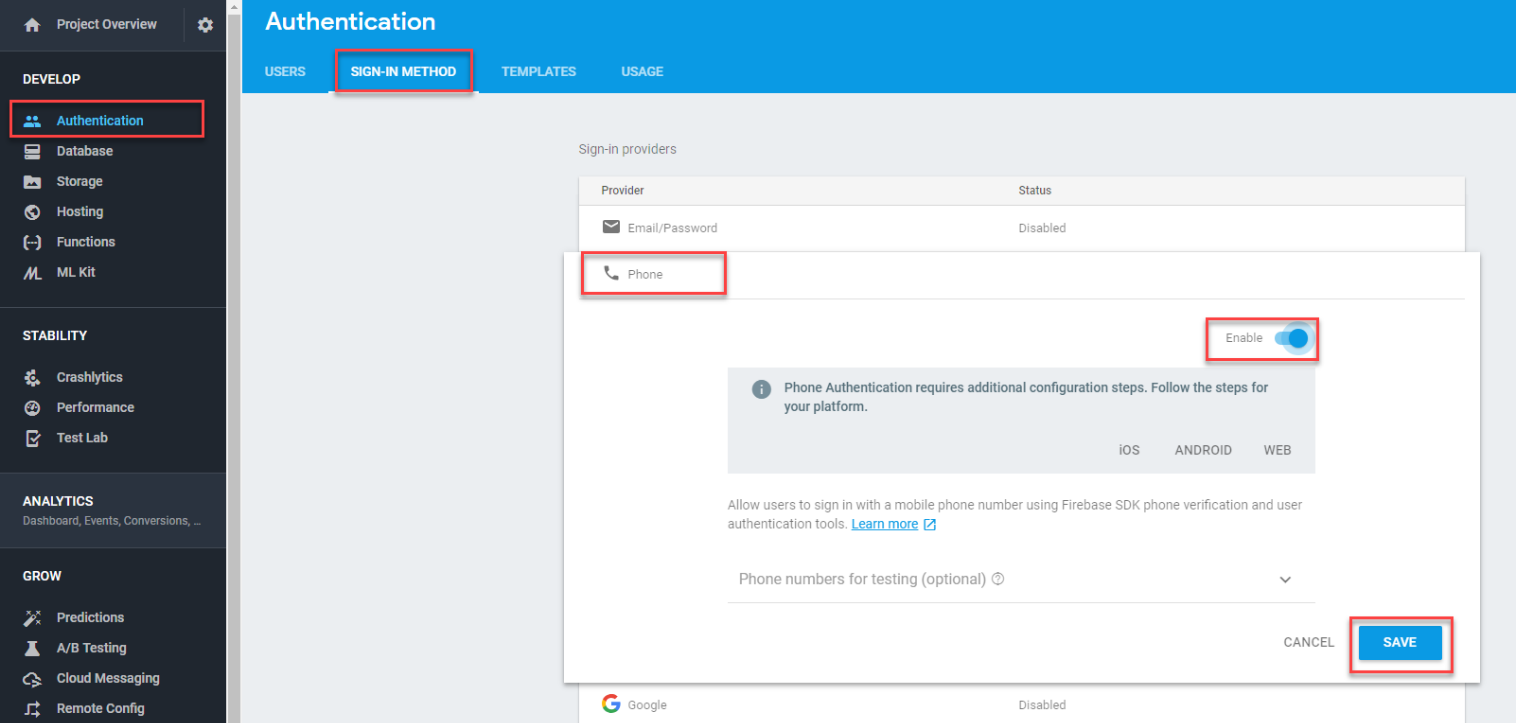 Project Overview
DEVELOP
Authentication
Database
Storage
Hosting
Functions
ML Kit
STABILITY
Crashlytics
Performance
Test Lab
ANALYTICS
Dashboard, Events, Conversions, ...
GROW
Predictions
A/B Testing
Cloud Messaging
Remote Config
Authentication
USERS SIGN-IN METHOD TEMPLATES USAGE
Sign-in providers
Provider Status
Email/Password Disabled
Phone
Enable
Phone Authentication requires additional configuration steps. Follow the steps for
your platform.
iOS ANDROID WEB
Allow users to sign in with a mobile phone number using Firebase SDK phone verification and user
authentication tools. Learn more
Phone numbers for testing (optional)
CANCEL SAVE
Google Disabled